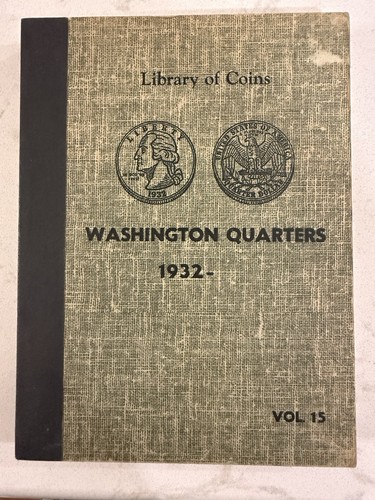 Library of Coins
LIBERTY
1932
UNITED STATES OF AMERICA
QUARTER DOLLAR
WASHINGTON QUARTERS
1932-
VOL 15